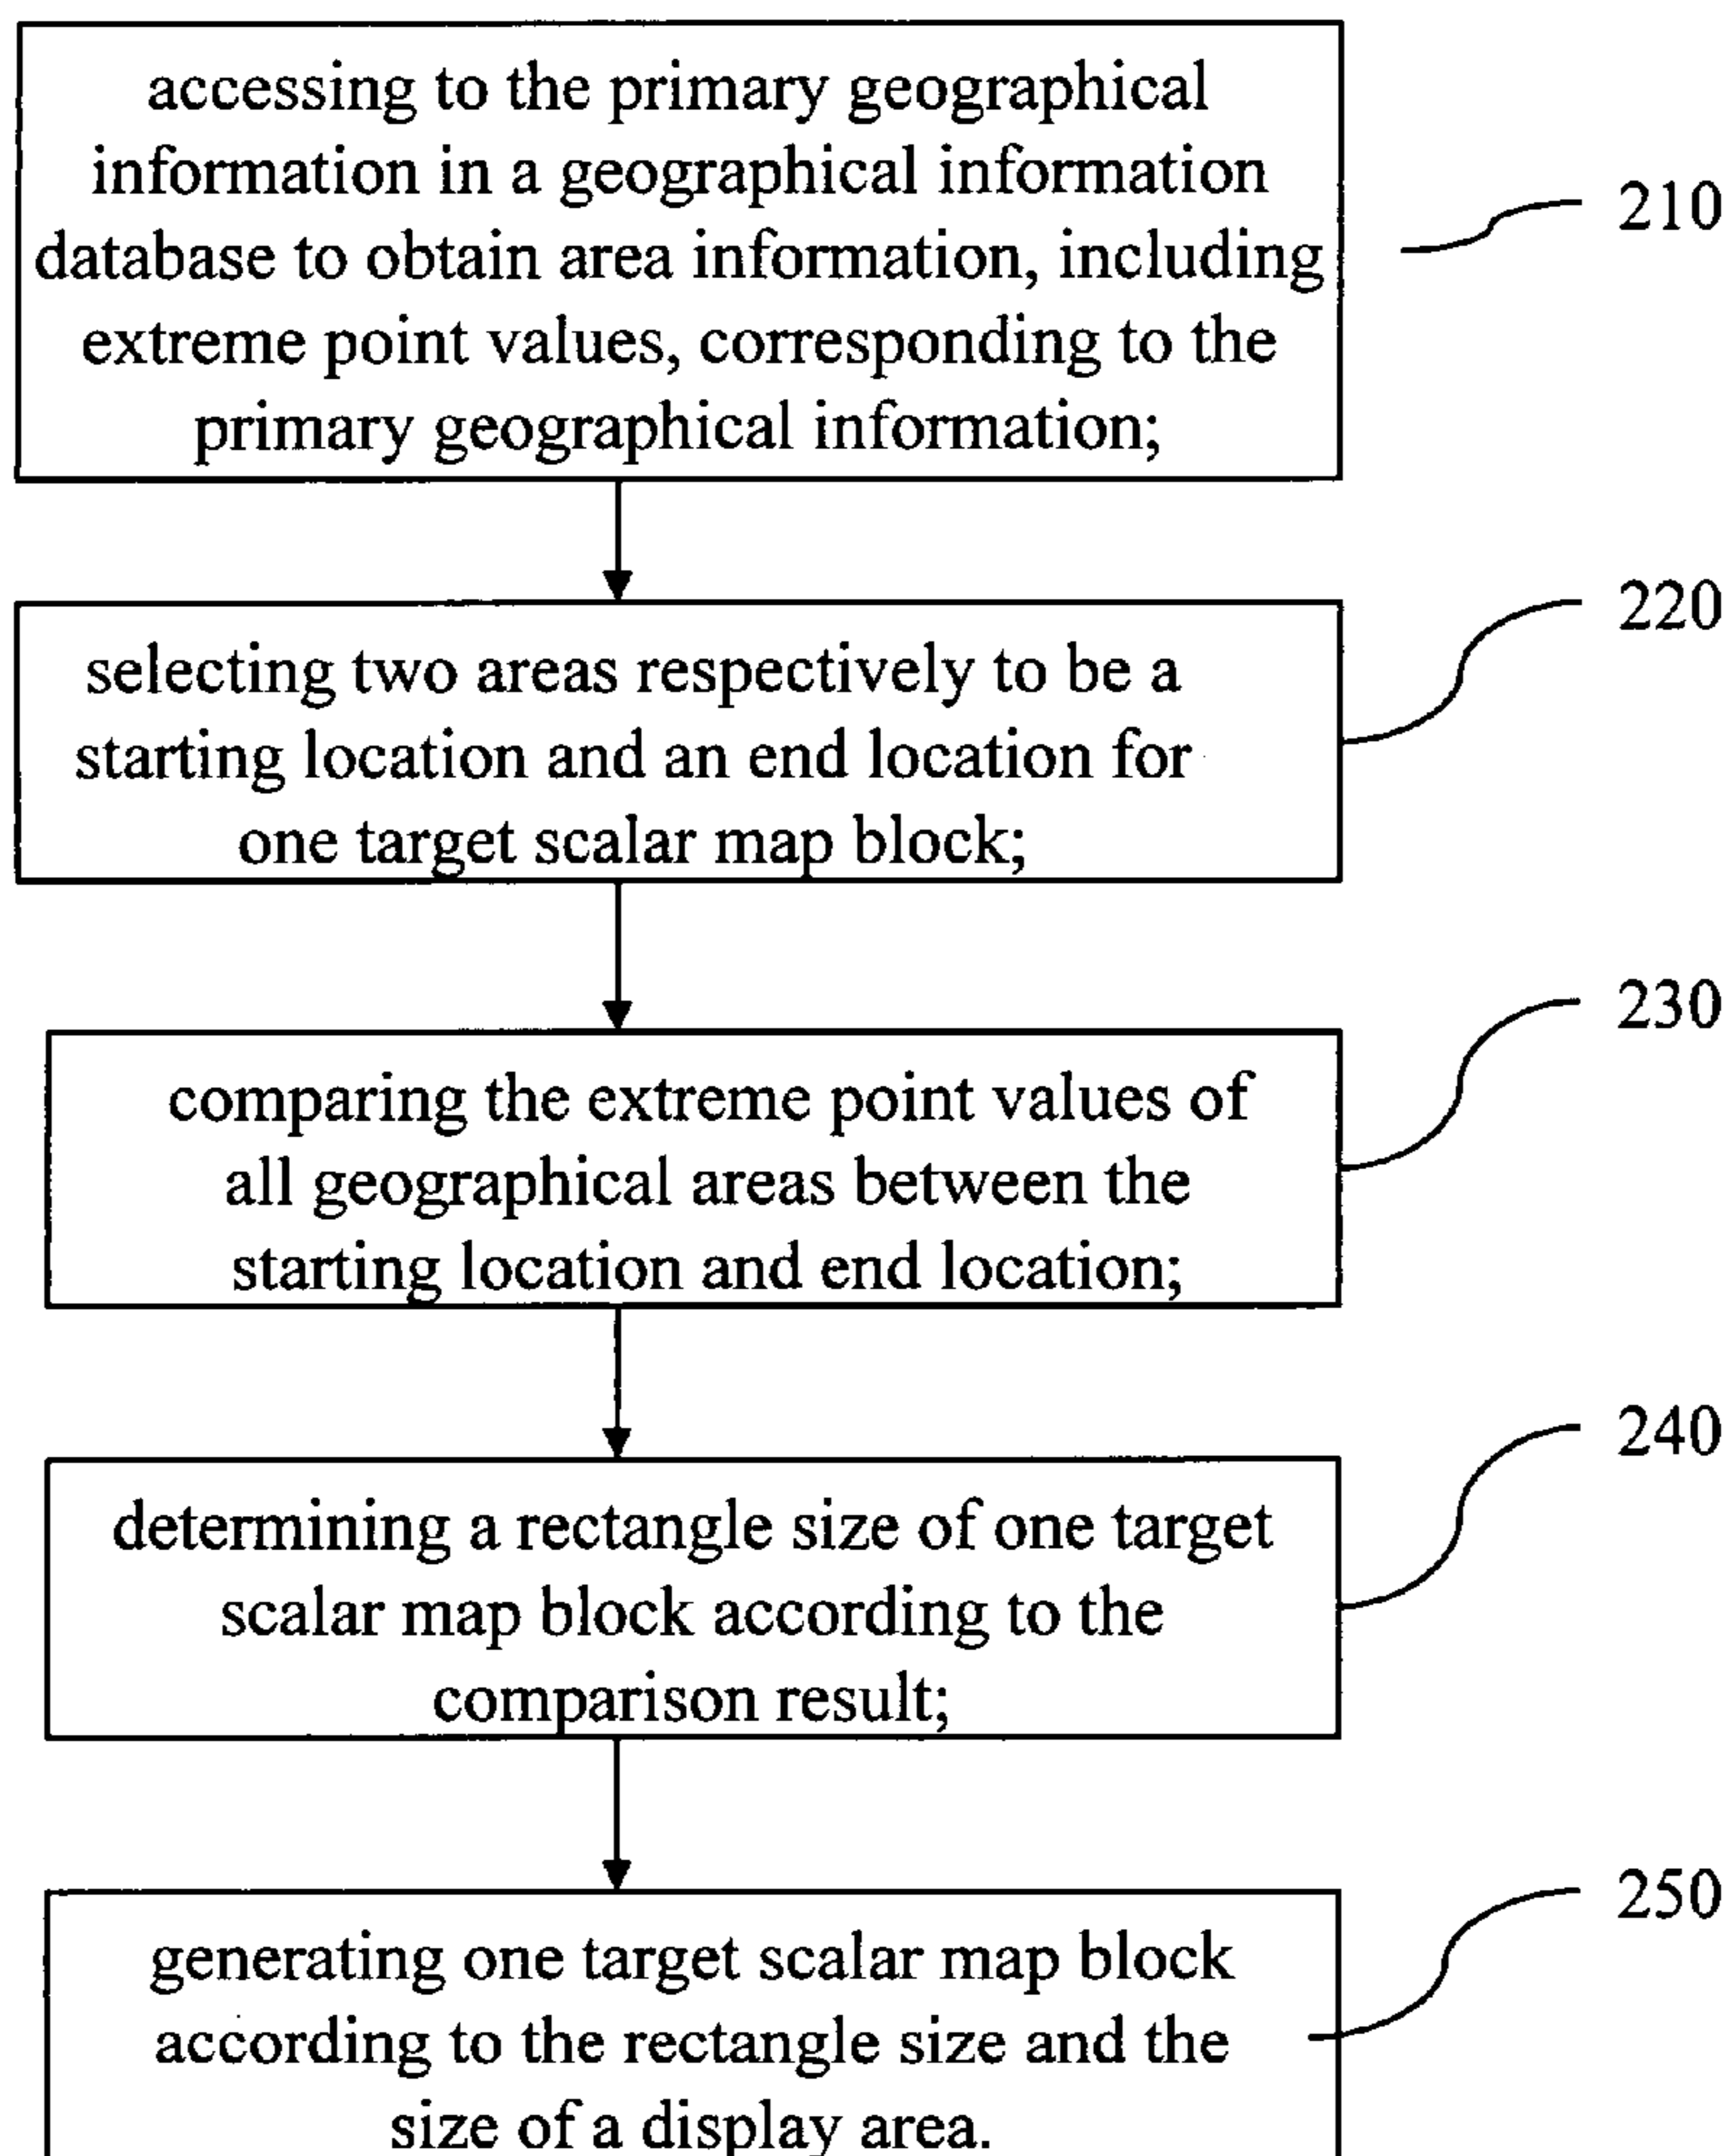 accessing to the primary geographical
information in a geographical information
database to obtain area information, including
extreme point values, corresponding to the
primary geographical information;
210
selecting two areas respectively to be a
starting location and an end location for
one target scalar map block;
220
comparing the extreme point values of
all geographical areas between the
starting location and end location;
230
determining a rectangle size of one target
scalar map block according to the
comparison result;
240
generating one target scalar map block
according to the rectangle size and the
size of a display area.
250